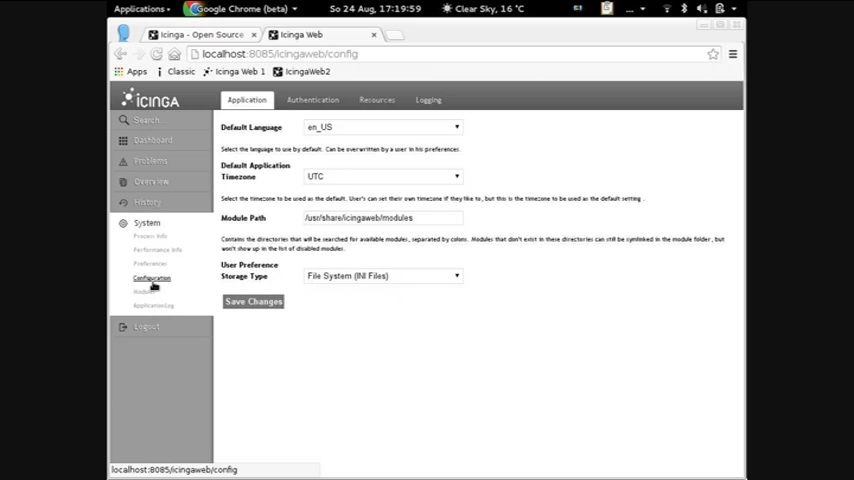 Applications Google Chrome (beta) So 24 Aug, 17:19:59 Clear Sky, 16 °C ...
Icinga - Open Source × Icinga Web ×
localhost:8085/icingaweb/config
Apps Classic Icinga Web 1 IcingaWeb2
ICINGA Application Authentication Resources Logging
Search...
Dashboard
Problems
Overview
History
System
Process Info
Performance Info
Preferences
Configuration
Modules
ApplicationLog
Logout
Default Language en_US
Select the language to use by default. Can be overwritten by a user in his preferences.
Default Application
Timezone UTC
Select the timezone to be used as the default. User's can set their own timezone if they like to, but this is the timezone to be used as the default setting .
Module Path /usr/share/icingaweb/modules
Contains the directories that will be searched for available modules, separated by colons. Modules that don't exist in these directories can still be symlinked in the module folder, but
won't show up in the list of disabled modules.
User Preference
Storage Type File System (INI Files)
Save Changes
localhost:8085/icingaweb/config